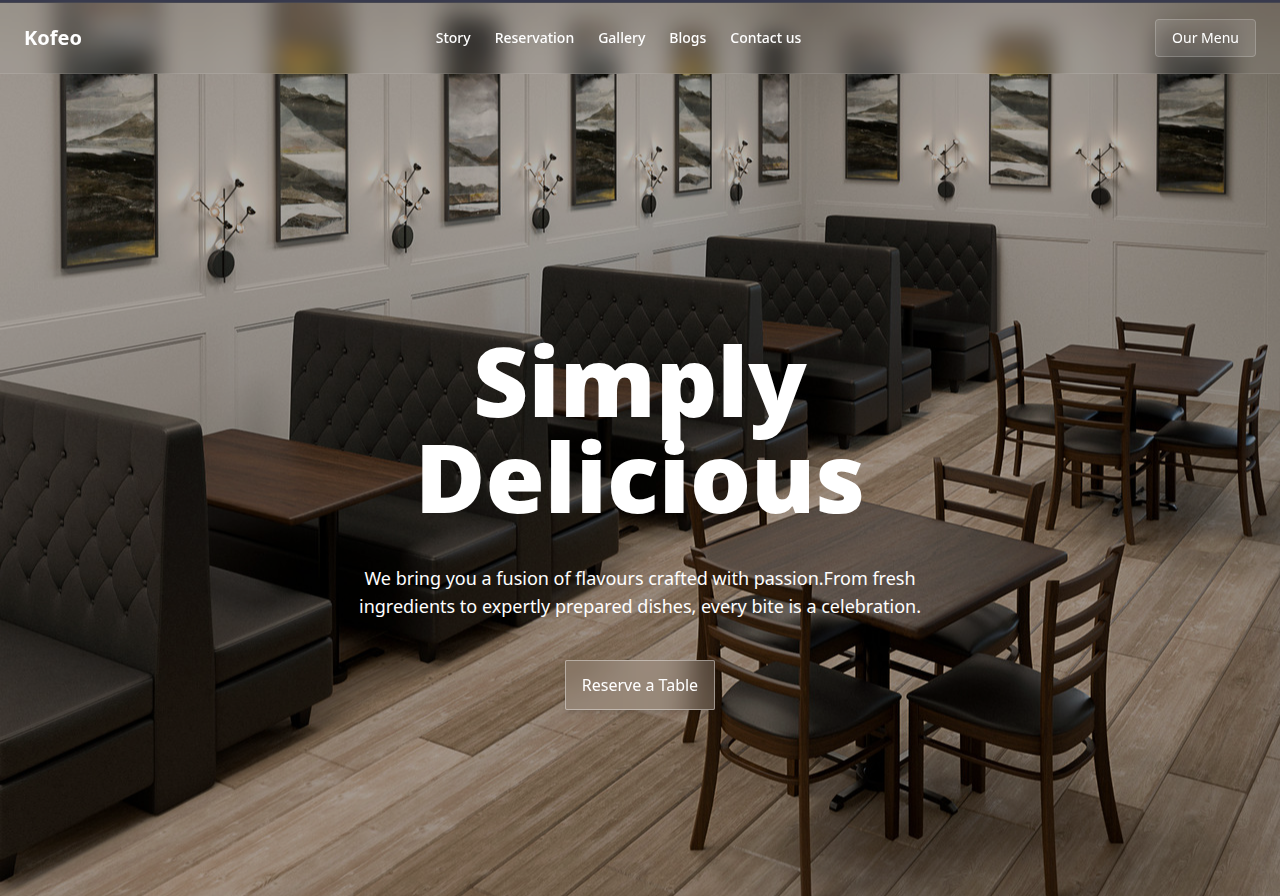 Kofeo
Story
Reservation
Gallery
Blogs
Contact us
Our Menu
Simply
Delicious
We bring you a fusion of flavours crafted with passion.From fresh
ingredients to expertly prepared dishes, every bite is a celebration.
Reserve a Table